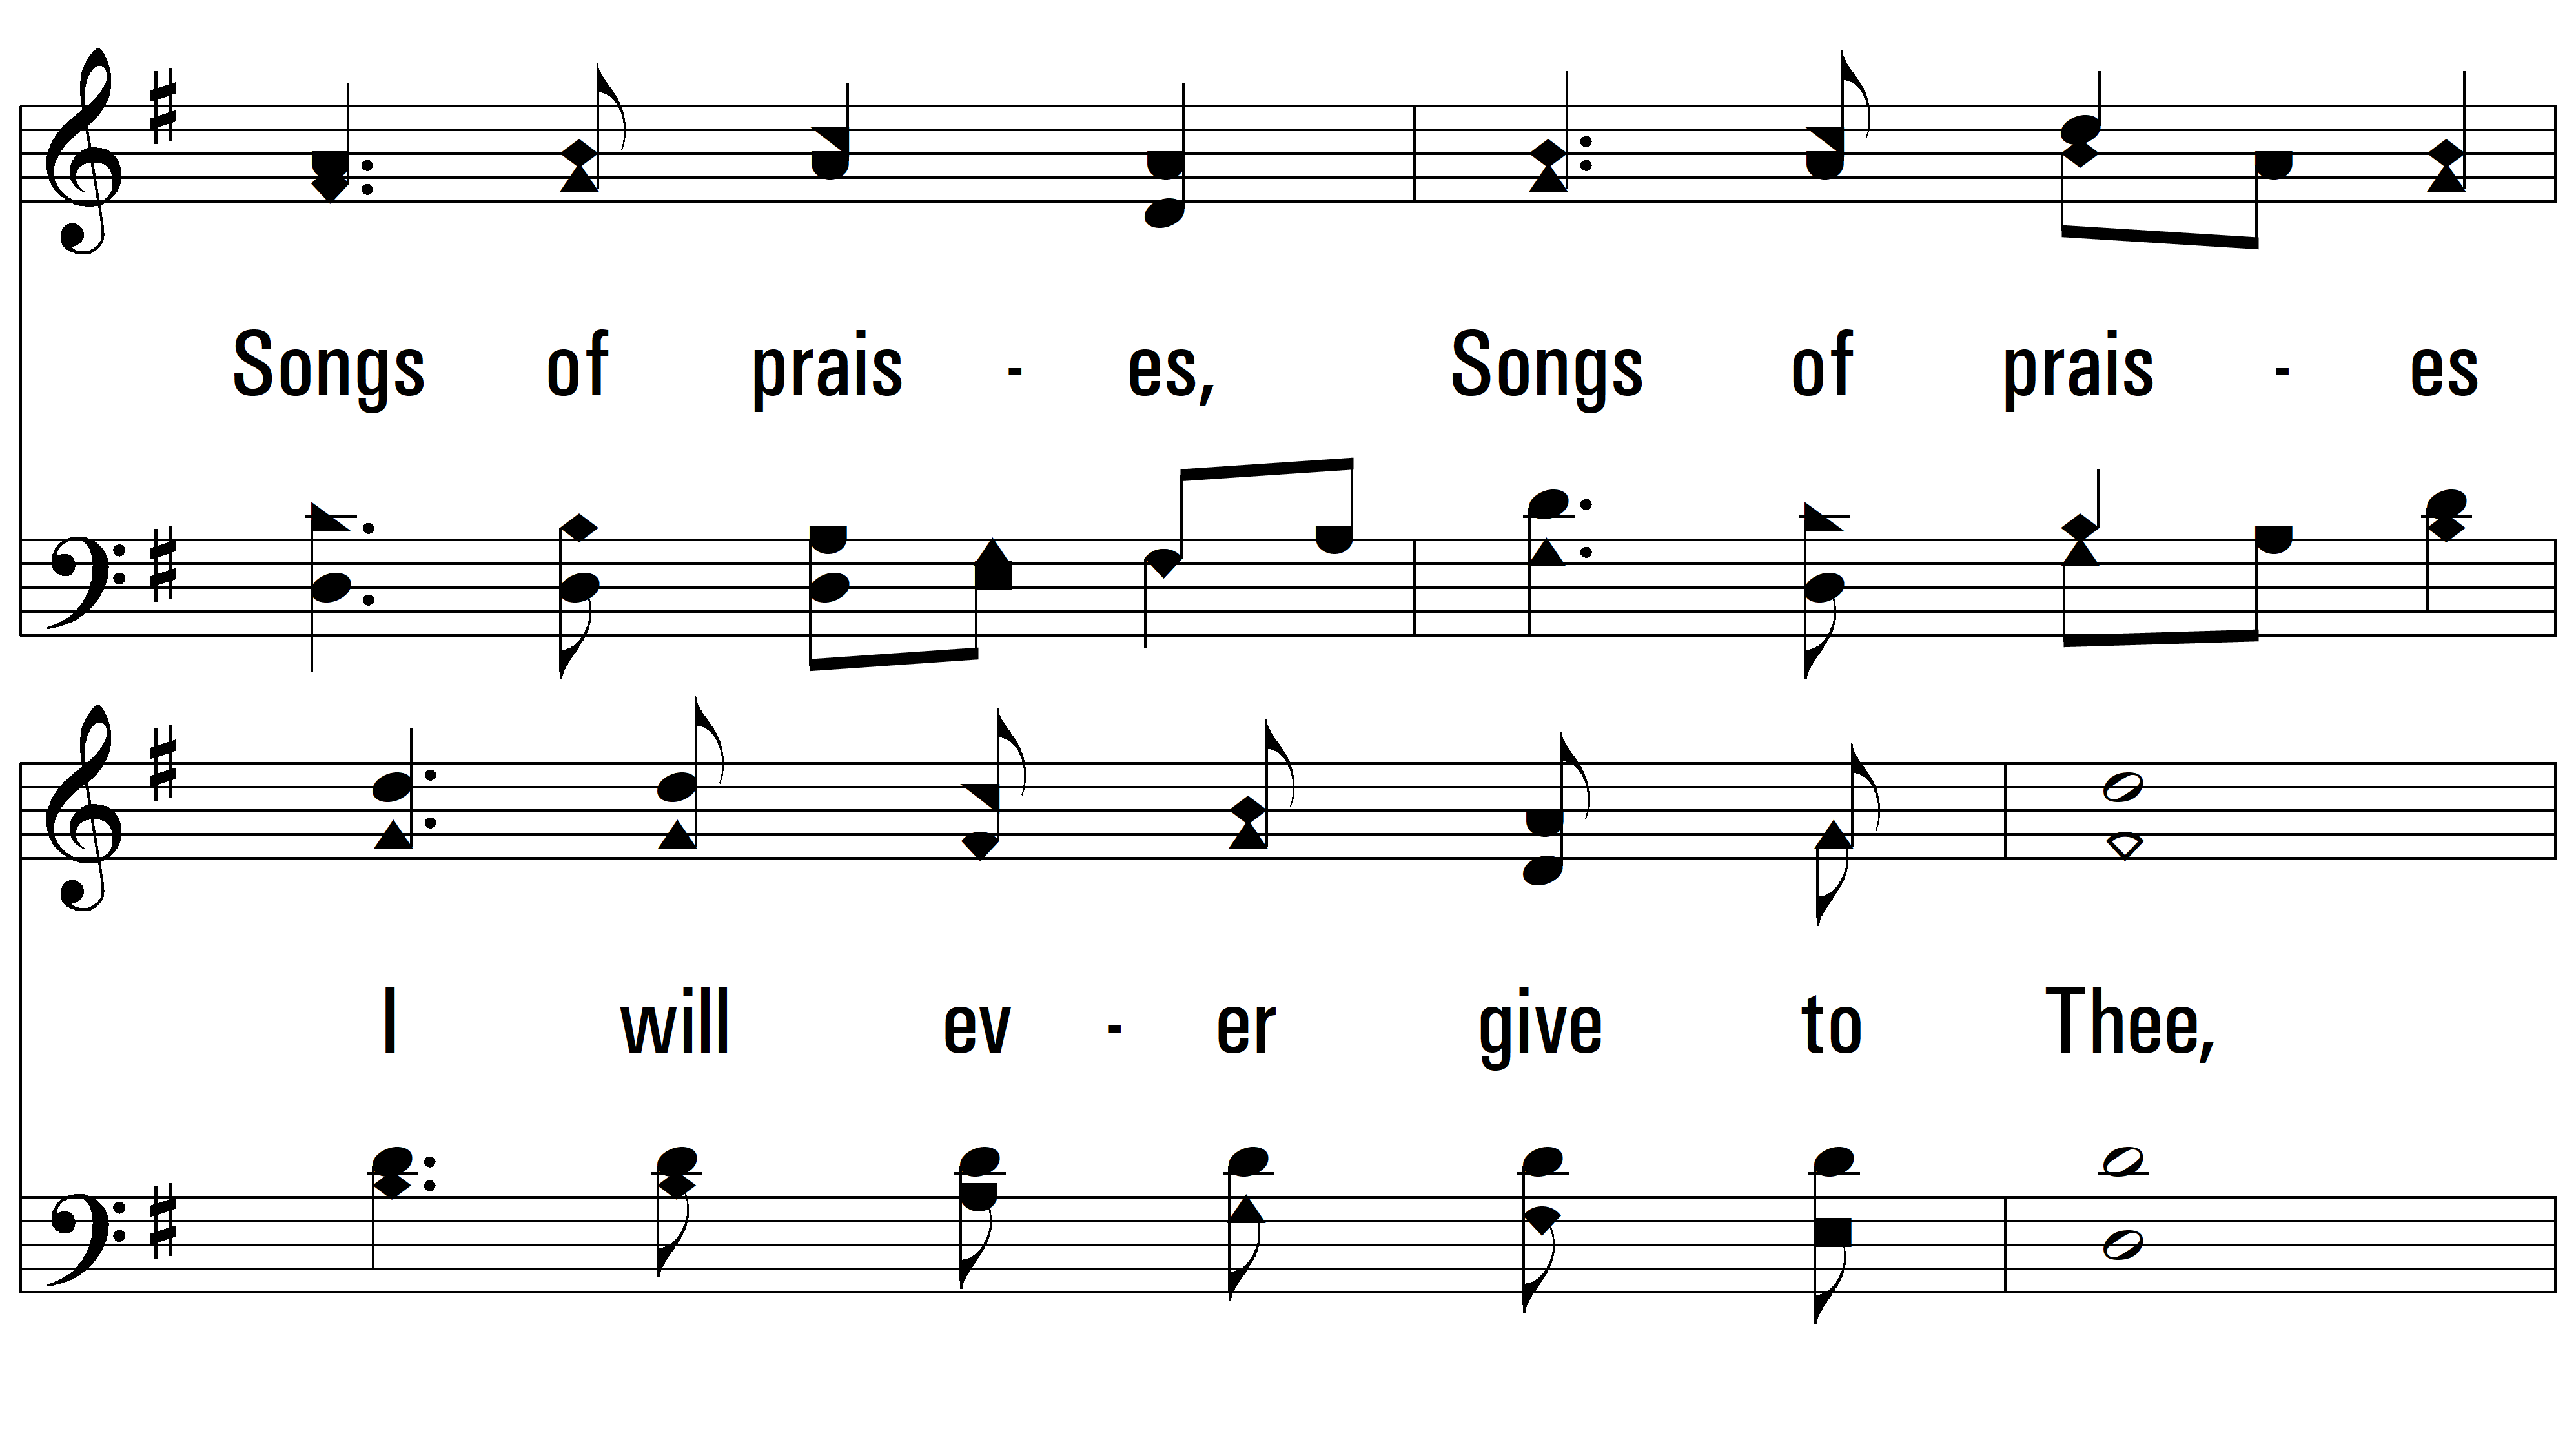 Songs of prais - es, Songs of prais - es
I will ev - er give to Thee,